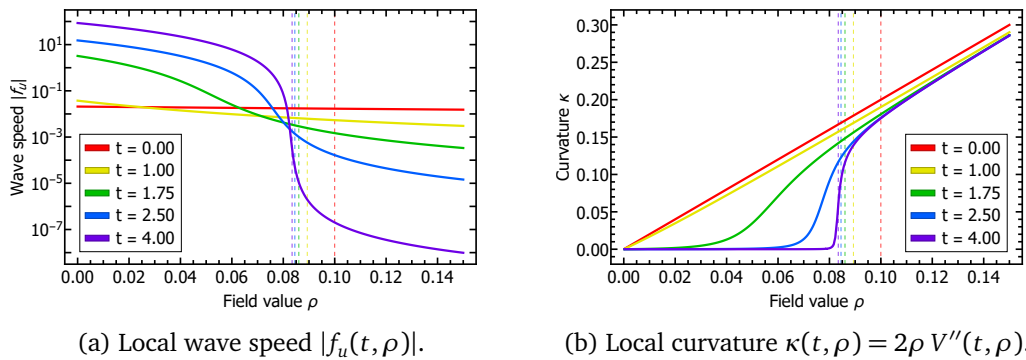 Wave speed |f_u|
10^1
10^-1
10^-3
10^-5
10^-7
t = 0.00
t = 1.00
t = 1.75
t = 2.50
t = 4.00
0.00 0.02 0.04 0.06 0.08 0.10 0.12 0.14
Field value ρ
(a) Local wave speed |f_u(t, ρ)|.
Curvature κ
0.30
0.25
0.20
0.15
0.10
0.05
0.00
t = 0.00
t = 1.00
t = 1.75
t = 2.50
t = 4.00
0.00 0.02 0.04 0.06 0.08 0.10 0.12 0.14
Field value ρ
(b) Local curvature κ(t, ρ) = 2ρ V″(t, ρ).